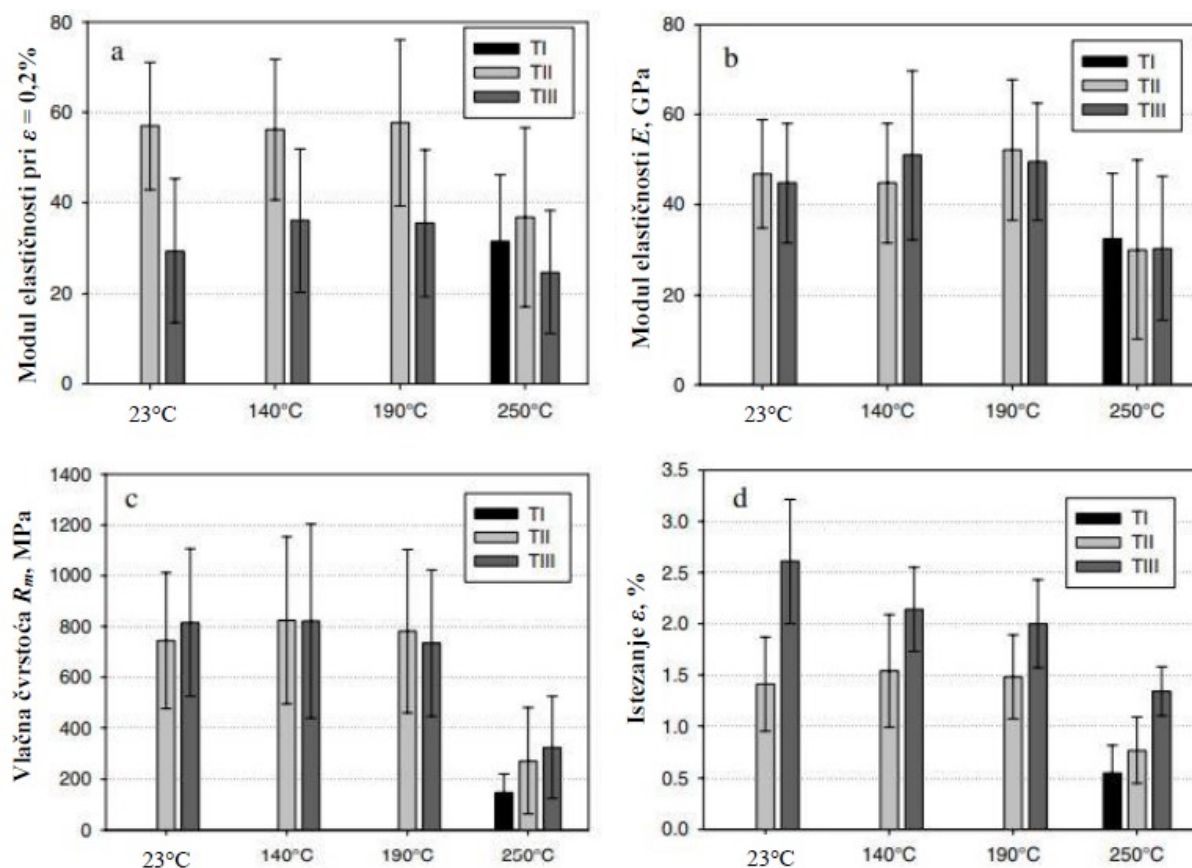 a
Modul elastičnosti pri ε = 0,2%
80
60
40
20
0
TI
TII
TIII
23°C
140°C
190°C
250°C
b
Modul elastičnosti E, GPa
80
60
40
20
0
TI
TII
TIII
23°C
140°C
190°C
250°C
c
Vlačna čvrstoća Rm, MPa
1400
1200
1000
800
600
400
200
0
TI
TII
TIII
23°C
140°C
190°C
250°C
d
Istezanje ε, %
3.5
3.0
2.5
2.0
1.5
1.0
0.5
0.0
TI
TII
TIII
23°C
140°C
190°C
250°C